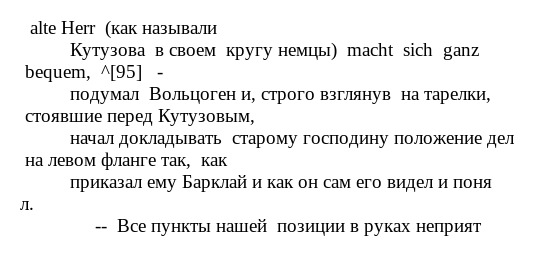 alte Herr (как называли
Кутузова в своем кругу немцы) macht sich ganz
bequem, ^[95] -
подумал Вольцоген и, строго взглянув на тарелки,
стоявшие перед Кутузовым,
начал докладывать старому господину положение дел
на левом фланге так, как
приказал ему Барклай и как он сам его видел и поня
л.
-- Все пункты нашей позиции в руках неприят